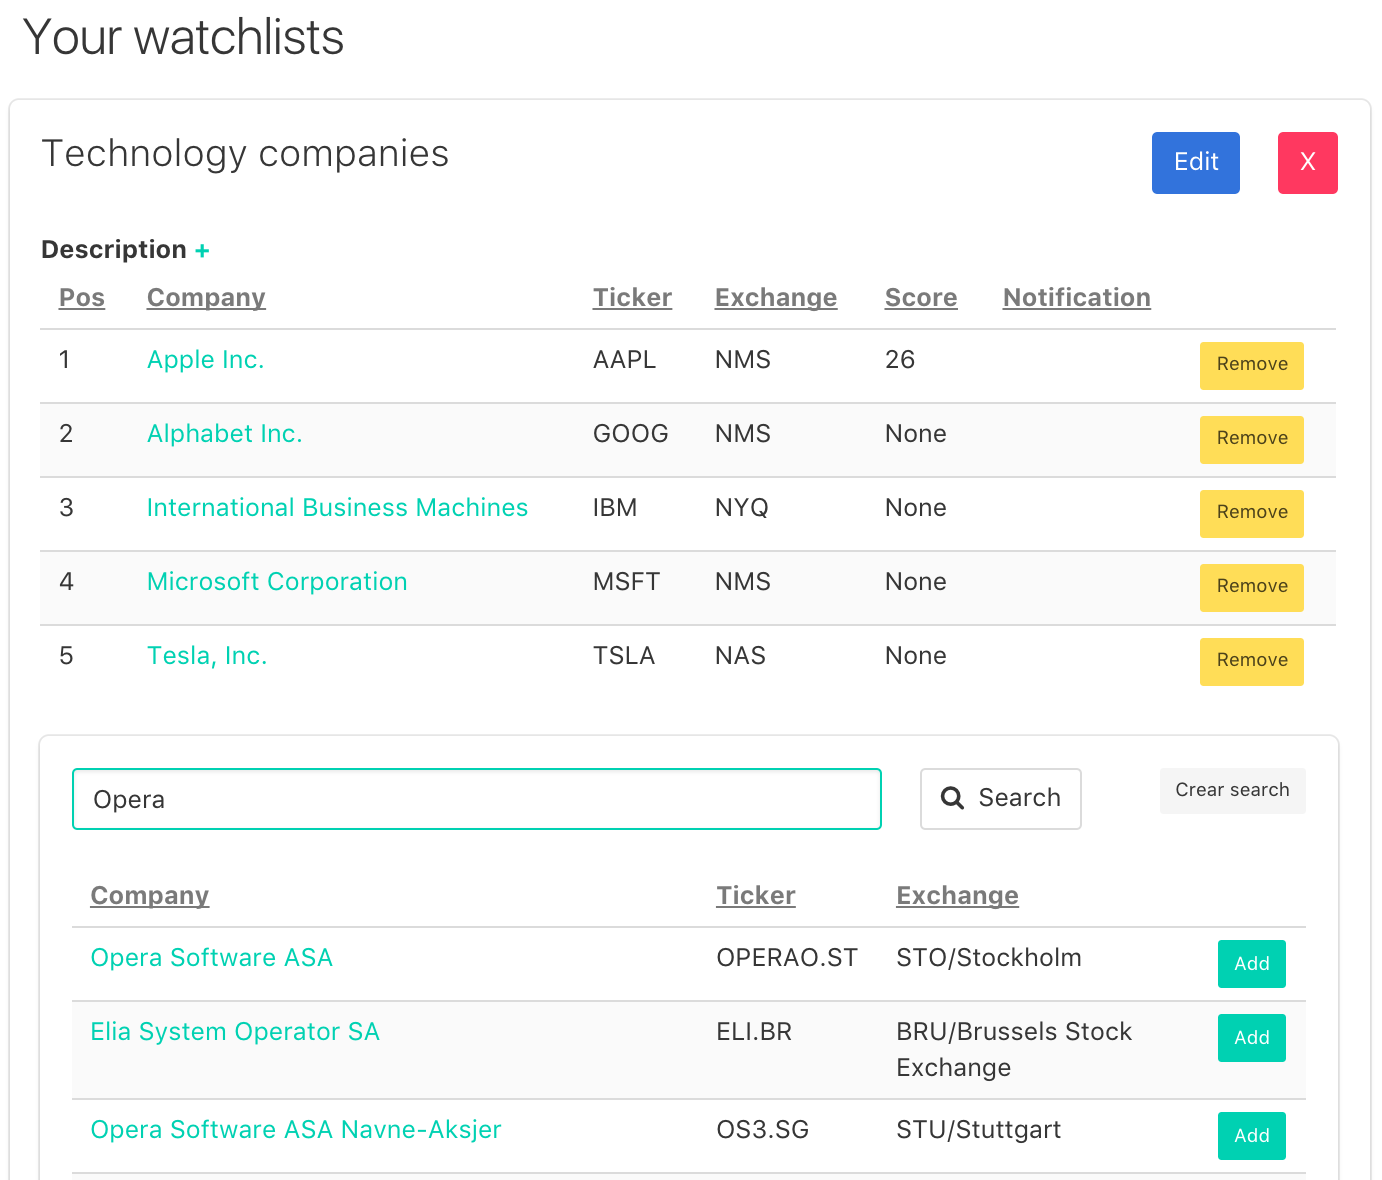 Your watchlists
Technology companies
Edit
X
Description +
Pos Company Ticker Exchange Score Notification
1 Apple Inc. AAPL NMS 26 Remove
2 Alphabet Inc. GOOG NMS None Remove
3 International Business Machines IBM NYQ None Remove
4 Microsoft Corporation MSFT NMS None Remove
5 Tesla, Inc. TSLA NAS None Remove
Opera Search Crear search
Company Ticker Exchange
Opera Software ASA OPERAO.ST STO/Stockholm Add
Elia System Operator SA ELI.BR BRU/Brussels Stock Add
Exchange
Opera Software ASA Navne-Aksjer OS3.SG STU/Stuttgart Add